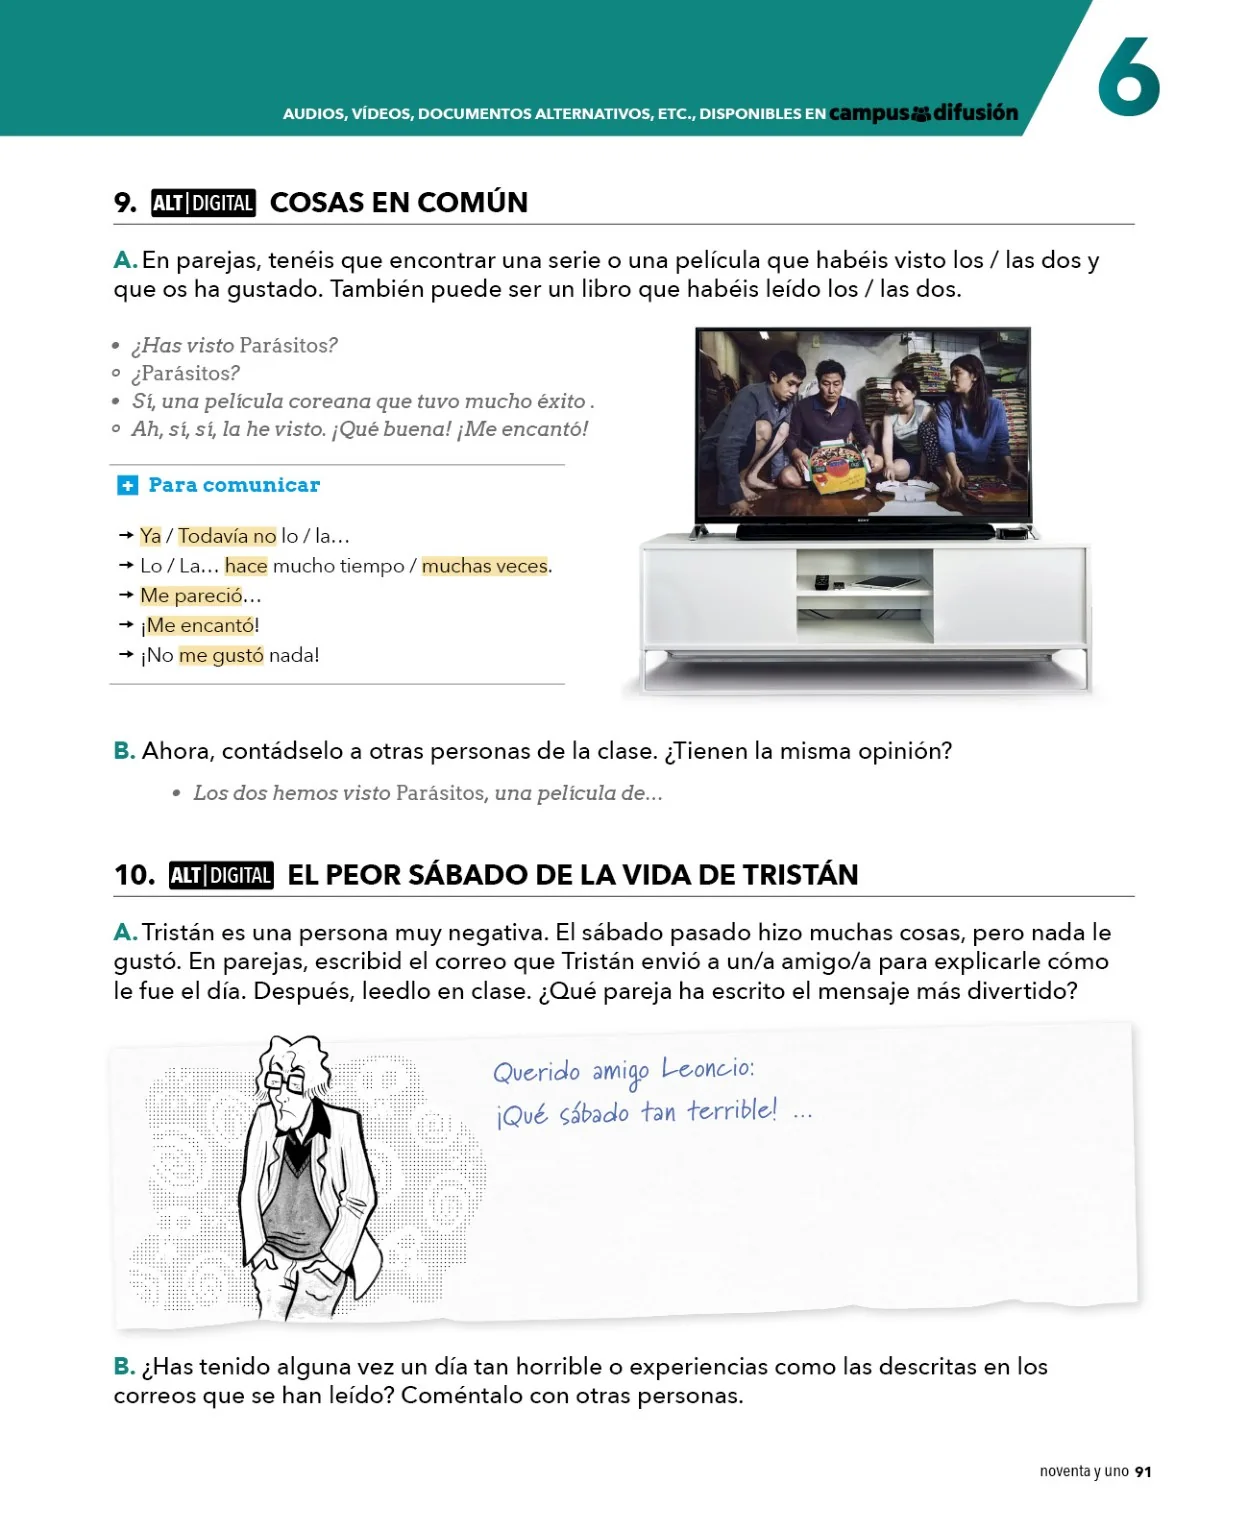 6
AUDIOS, VÍDEOS, DOCUMENTOS ALTERNATIVOS, ETC., DISPONIBLES EN campus difusión
9. ALT|DIGITAL COSAS EN COMÚN
A. En parejas, tenéis que encontrar una serie o una película que habéis visto los / las dos y
que os ha gustado. También puede ser un libro que habéis leído los / las dos.
• ¿Has visto Parásitos?
○ ¿Parásitos?
• Sí, una película coreana que tuvo mucho éxito .
○ Ah, sí, sí, la he visto. ¡Qué buena! ¡Me encantó!
+ Para comunicar
→ Ya / Todavía no lo / la…
→ Lo / La… hace mucho tiempo / muchas veces.
→ Me pareció…
→ ¡Me encantó!
→ ¡No me gustó nada!
SONY
B. Ahora, contádselo a otras personas de la clase. ¿Tienen la misma opinión?
• Los dos hemos visto Parásitos, una película de…
10. ALT|DIGITAL EL PEOR SÁBADO DE LA VIDA DE TRISTÁN
A. Tristán es una persona muy negativa. El sábado pasado hizo muchas cosas, pero nada le
gustó. En parejas, escribid el correo que Tristán envió a un/a amigo/a para explicarle cómo
le fue el día. Después, leedlo en clase. ¿Qué pareja ha escrito el mensaje más divertido?
Querido amigo Leoncio:
¡Qué sábado tan terrible! ...
B. ¿Has tenido alguna vez un día tan horrible o experiencias como las descritas en los
correos que se han leído? Coméntalo con otras personas.
noventa y uno 91